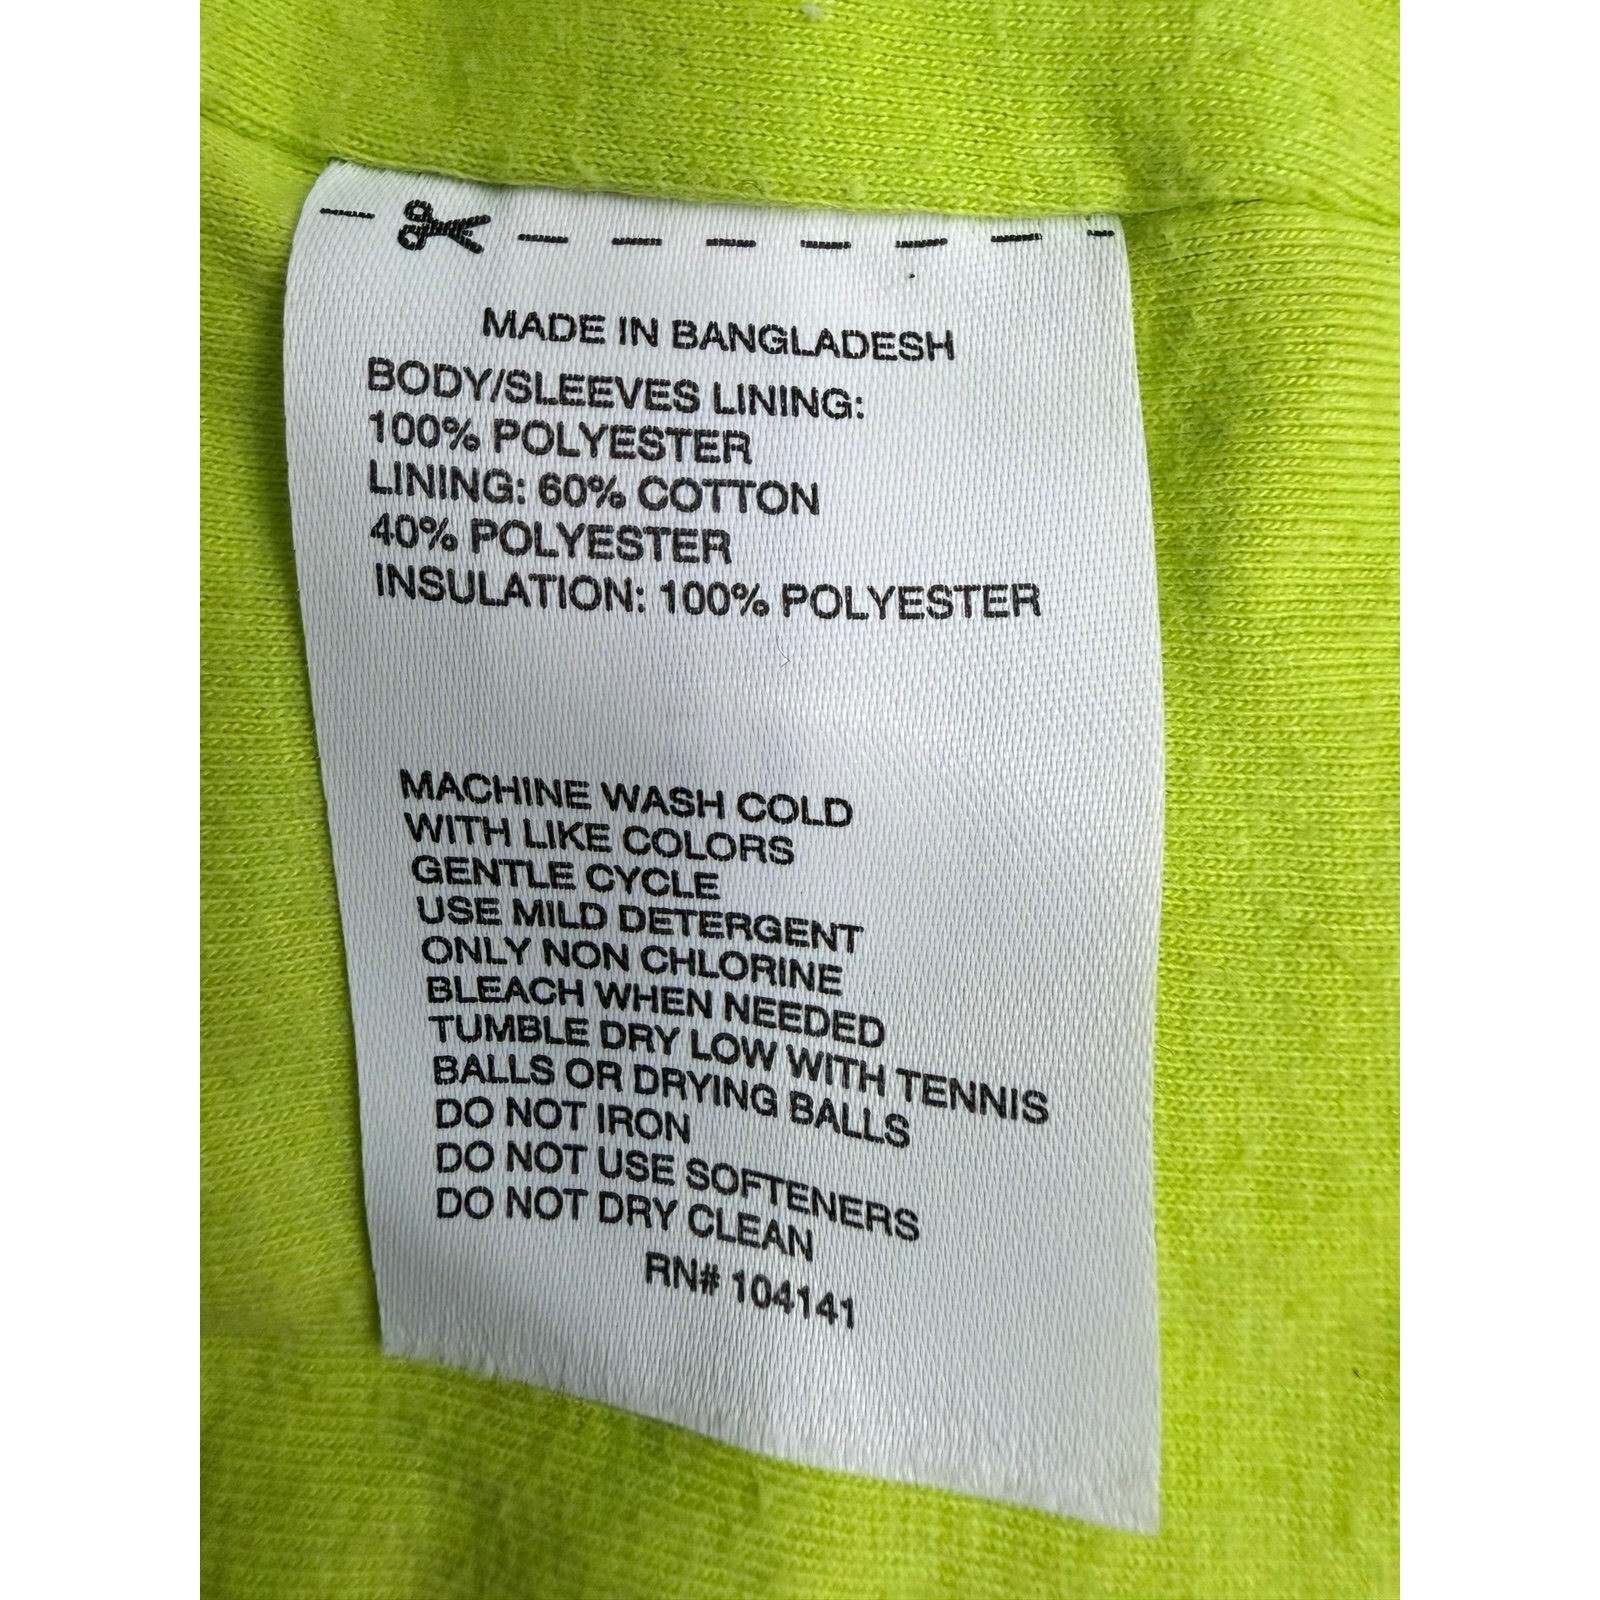 MADE IN BANGLADESH
BODY/SLEEVES LINING:
100% POLYESTER
LINING: 60% COTTON
40% POLYESTER
INSULATION: 100% POLYESTER
MACHINE WASH COLD
WITH LIKE COLORS
GENTLE CYCLE
USE MILD DETERGENT
ONLY NON CHLORINE
BLEACH WHEN NEEDED
TUMBLE DRY LOW WITH TENNIS
BALLS OR DRYING BALLS
DO NOT IRON
DO NOT USE SOFTENERS
DO NOT DRY CLEAN
RN# 104141